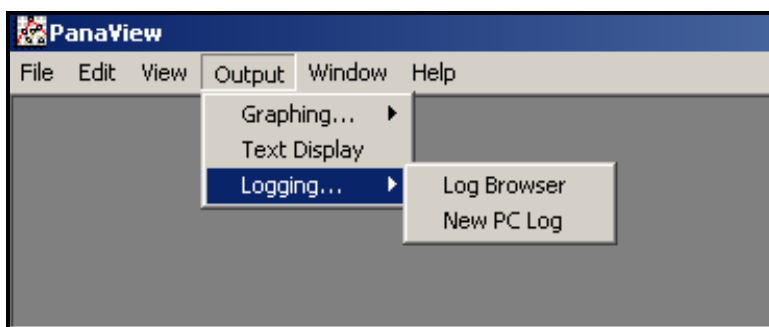 PanaView
File Edit View Output Window Help
Graphing...
Text Display
Logging...
Log Browser
New PC Log